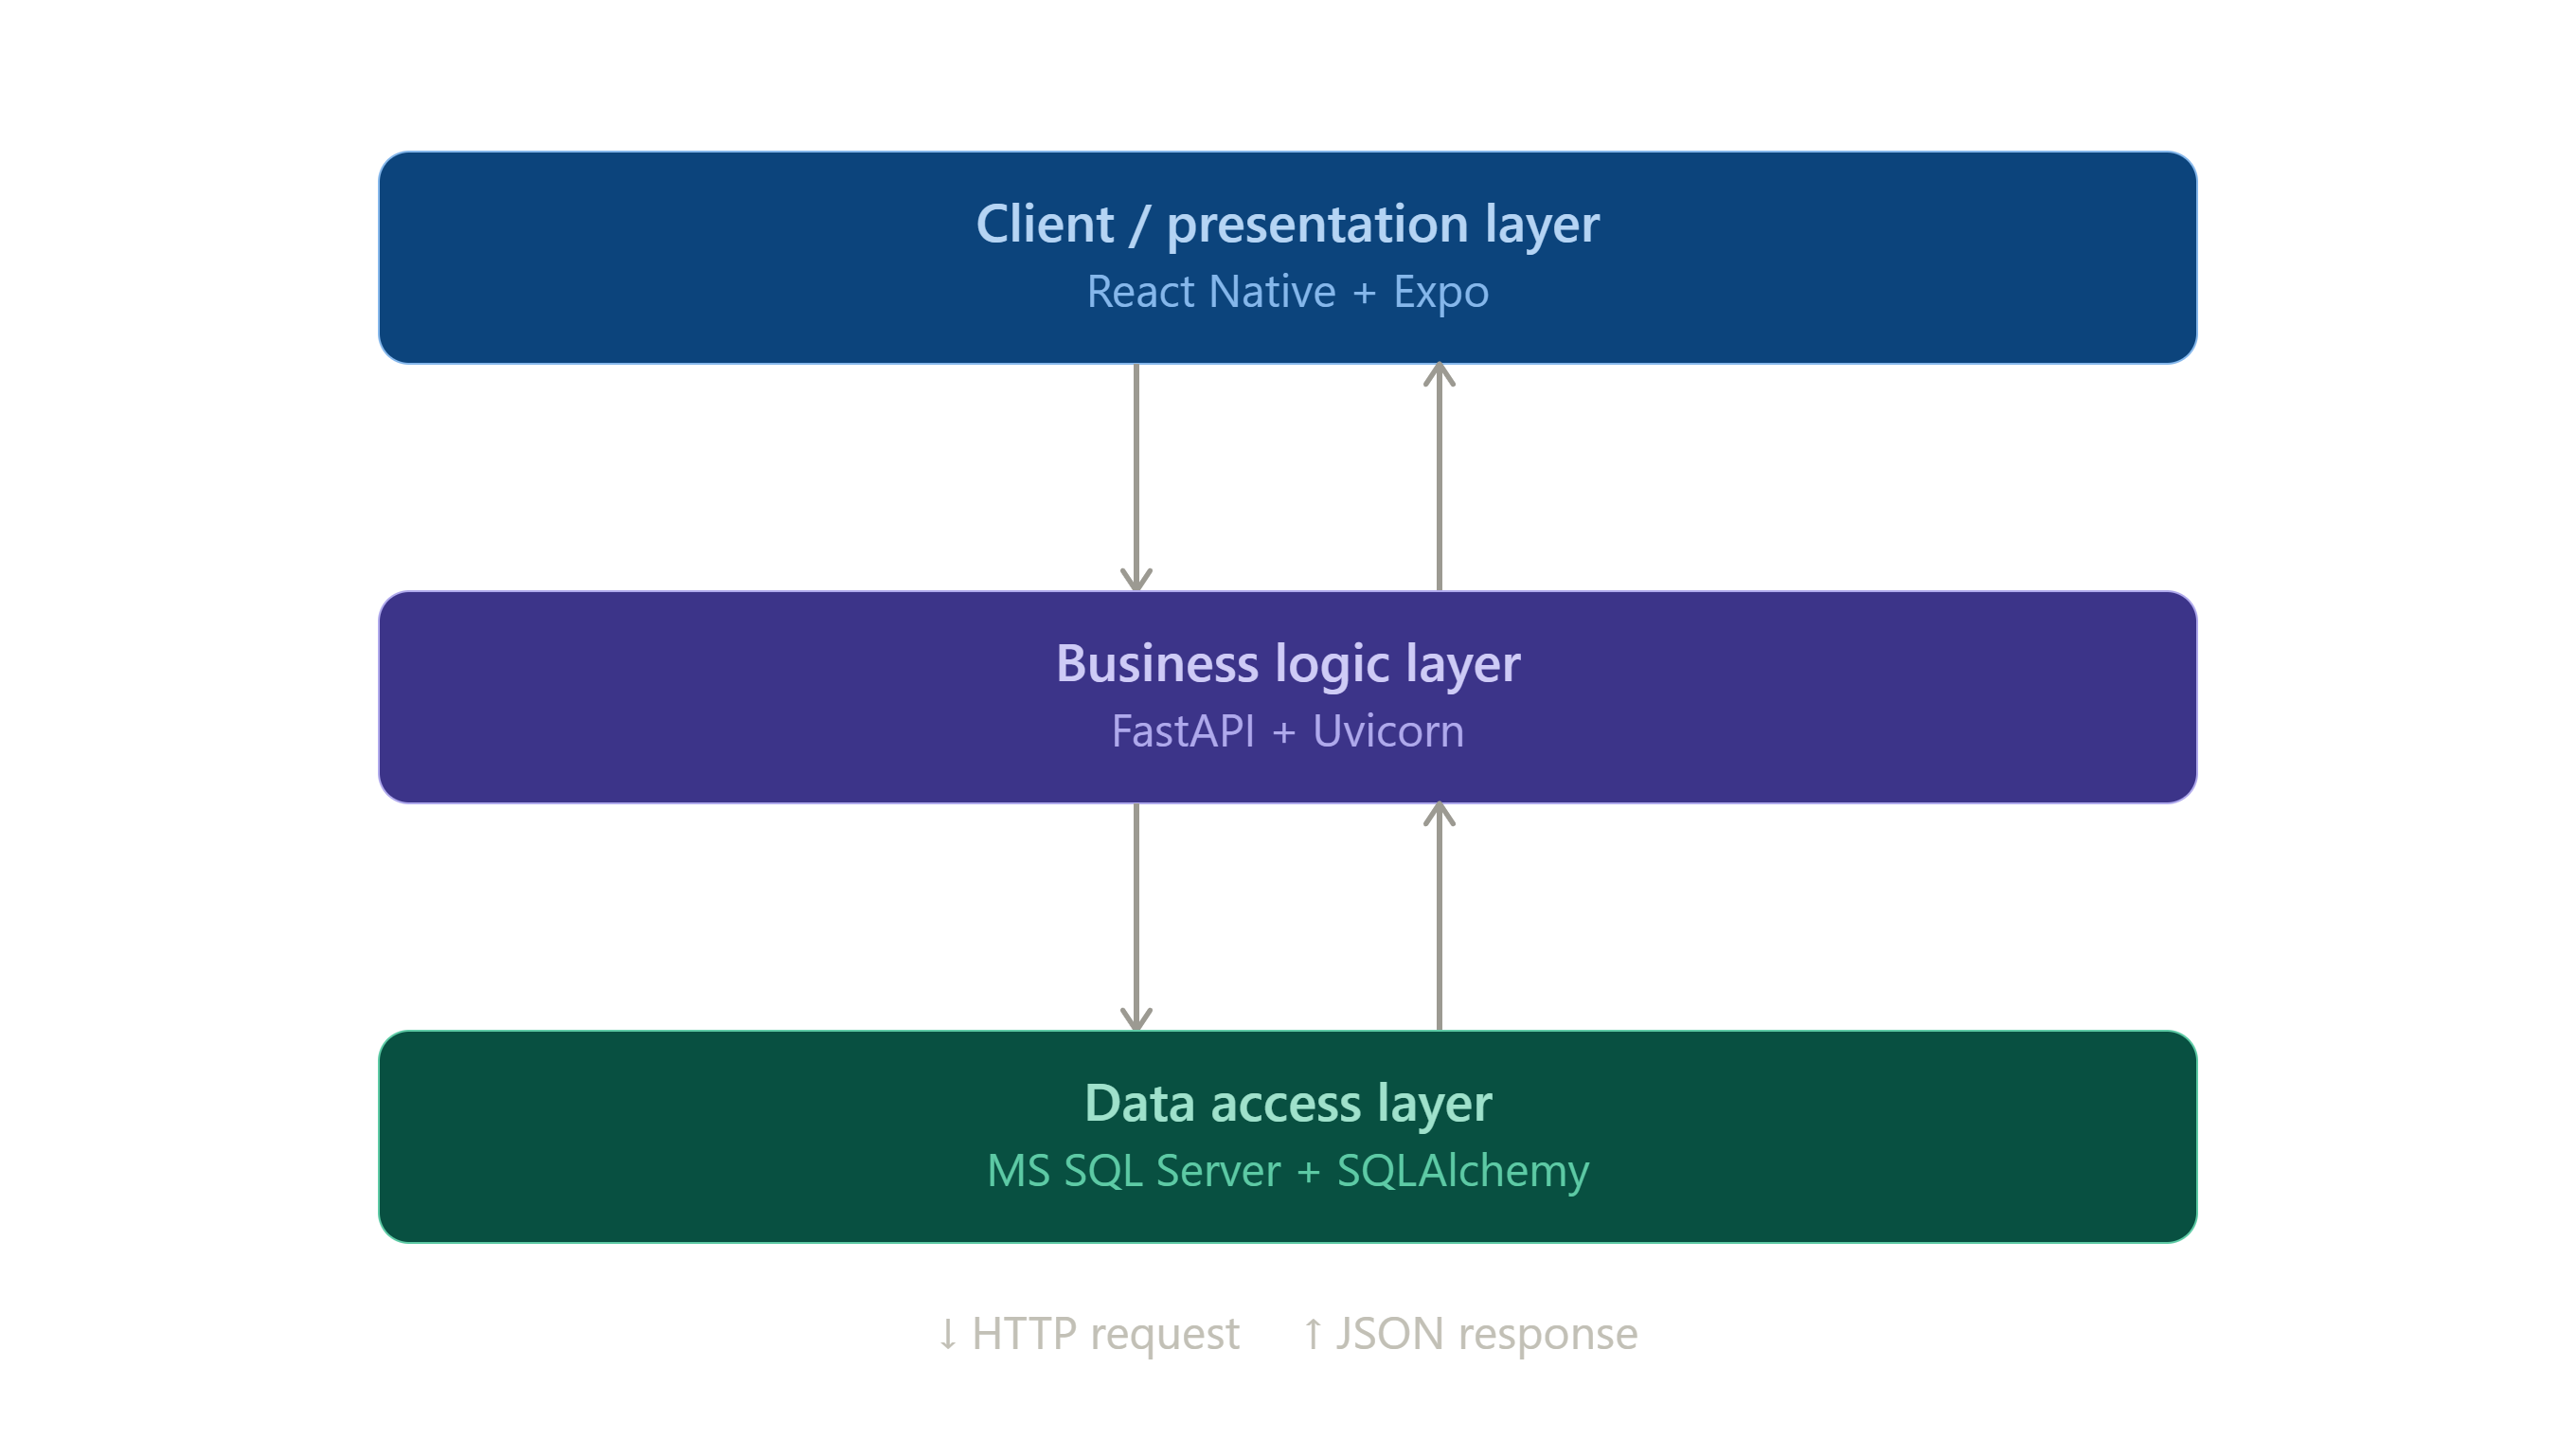 Client / presentation layer
React Native + Expo
Business logic layer
FastAPI + Uvicorn
Data access layer
MS SQL Server + SQLAlchemy
↓ HTTP request ↑ JSON response